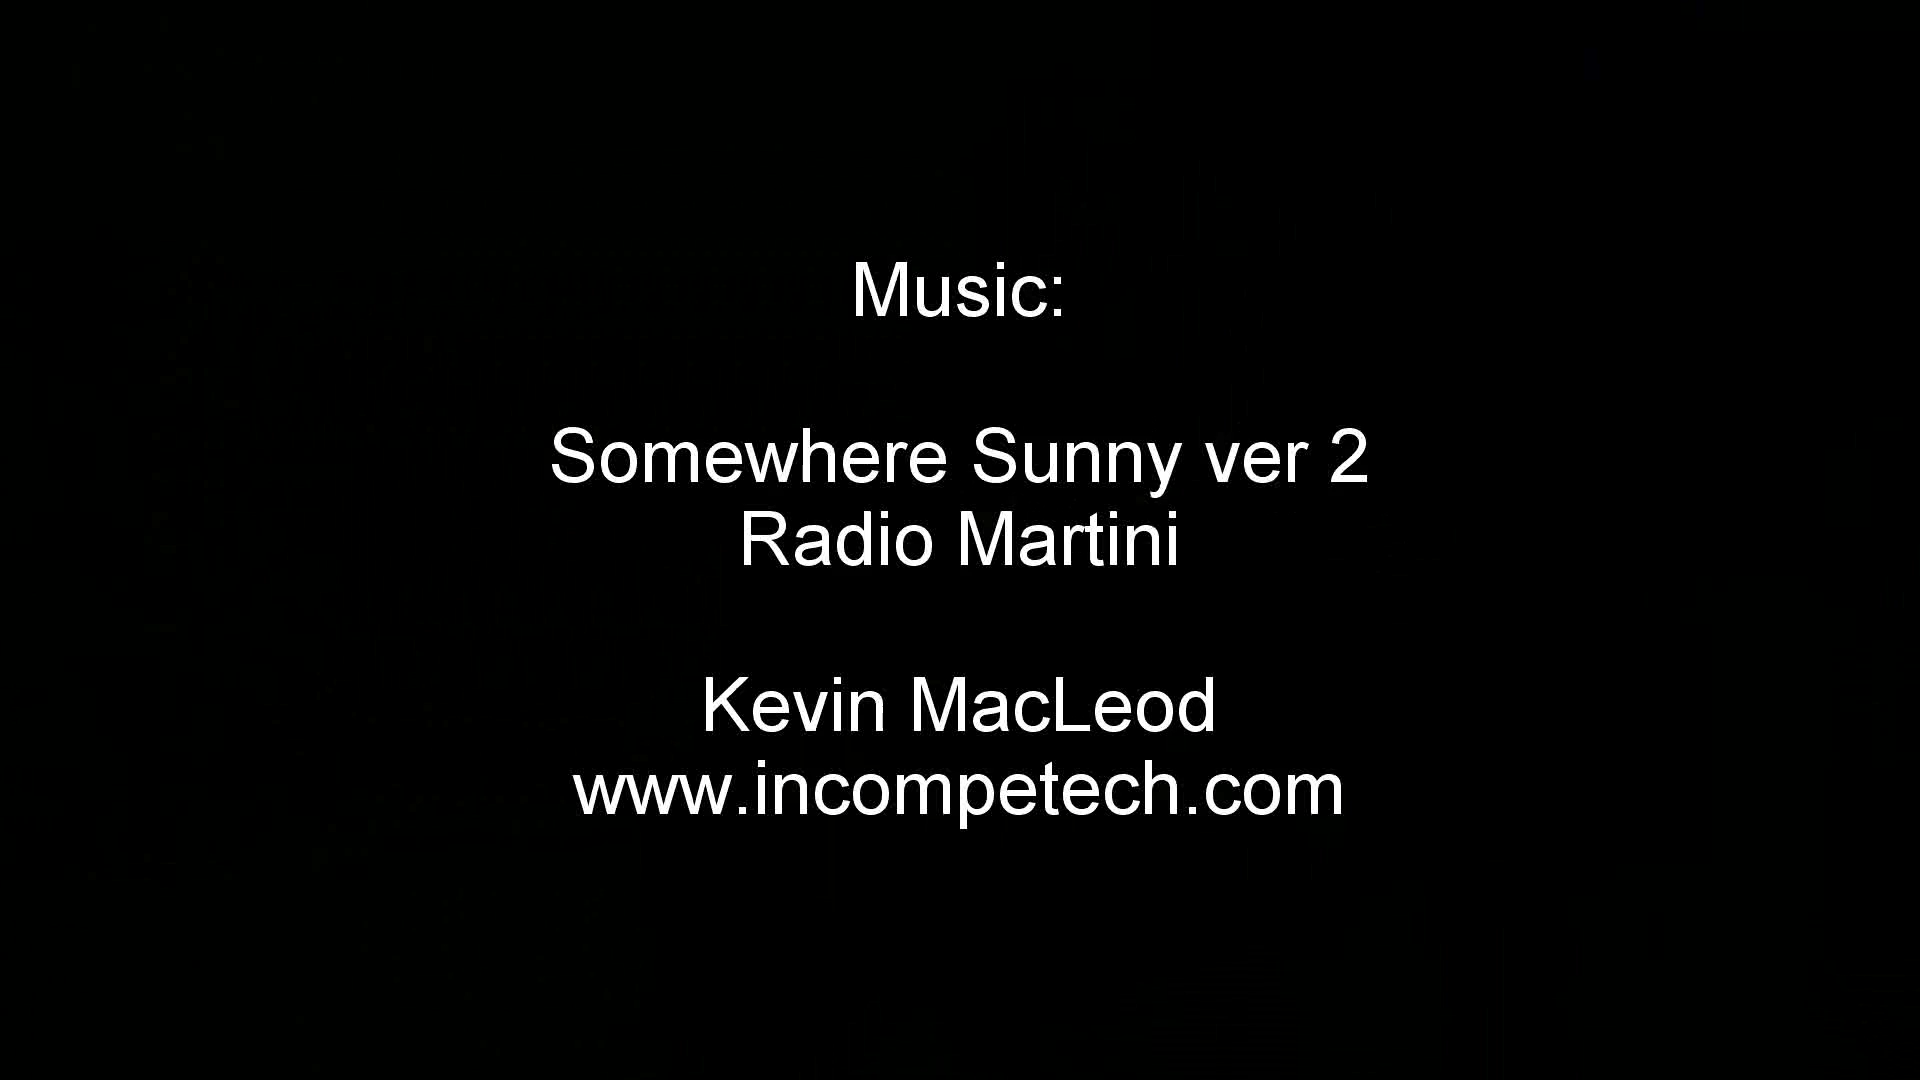 Music:
Somewhere Sunny ver 2
Radio Martini
Kevin MacLeod
www.incompetech.com